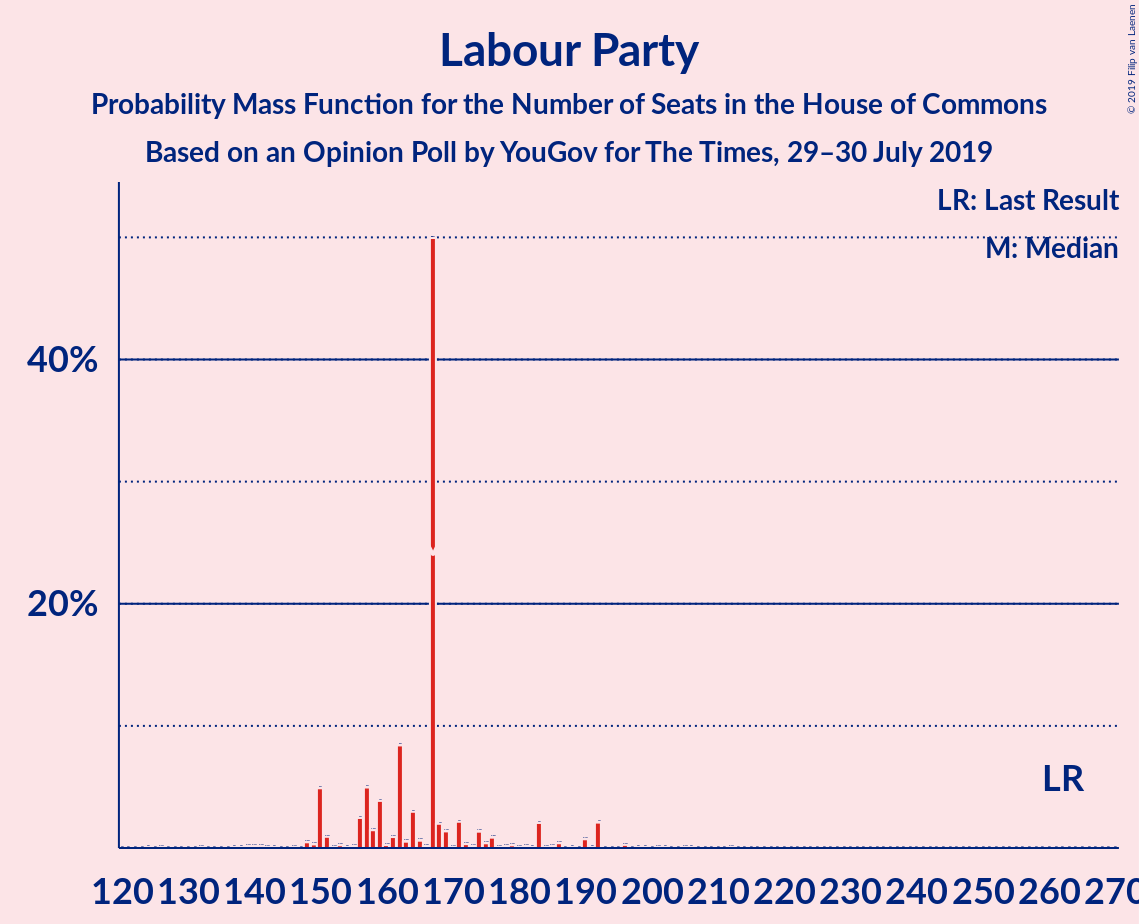 Labour Party
Probability Mass Function for the Number of Seats in the House of Commons
Based on an Opinion Poll by YouGov for The Times, 29–30 July 2019
© 2019 Filip van Laenen
LR: Last Result
M: Median
40%
20%
LR
120 130 140 150 160 170 180 190 200 210 220 230 240 250 260 270